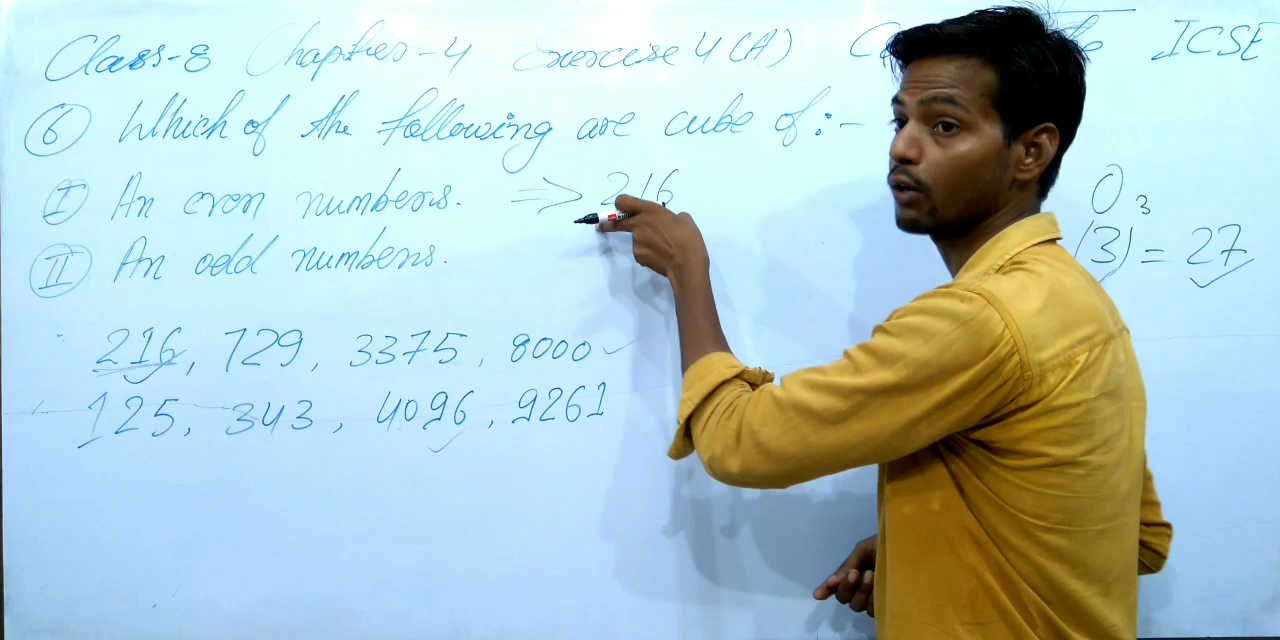 Class-8 Chapter-4 Exercise 4(A) ICSE
⑥ Which of the following are cube of :-
Ⓘ An even numbers. => 216
Ⓘ Ⓘ An odd numbers.
O
(3)³ = 27
216, 729, 3375, 8000
125, 343, 4096, 9261